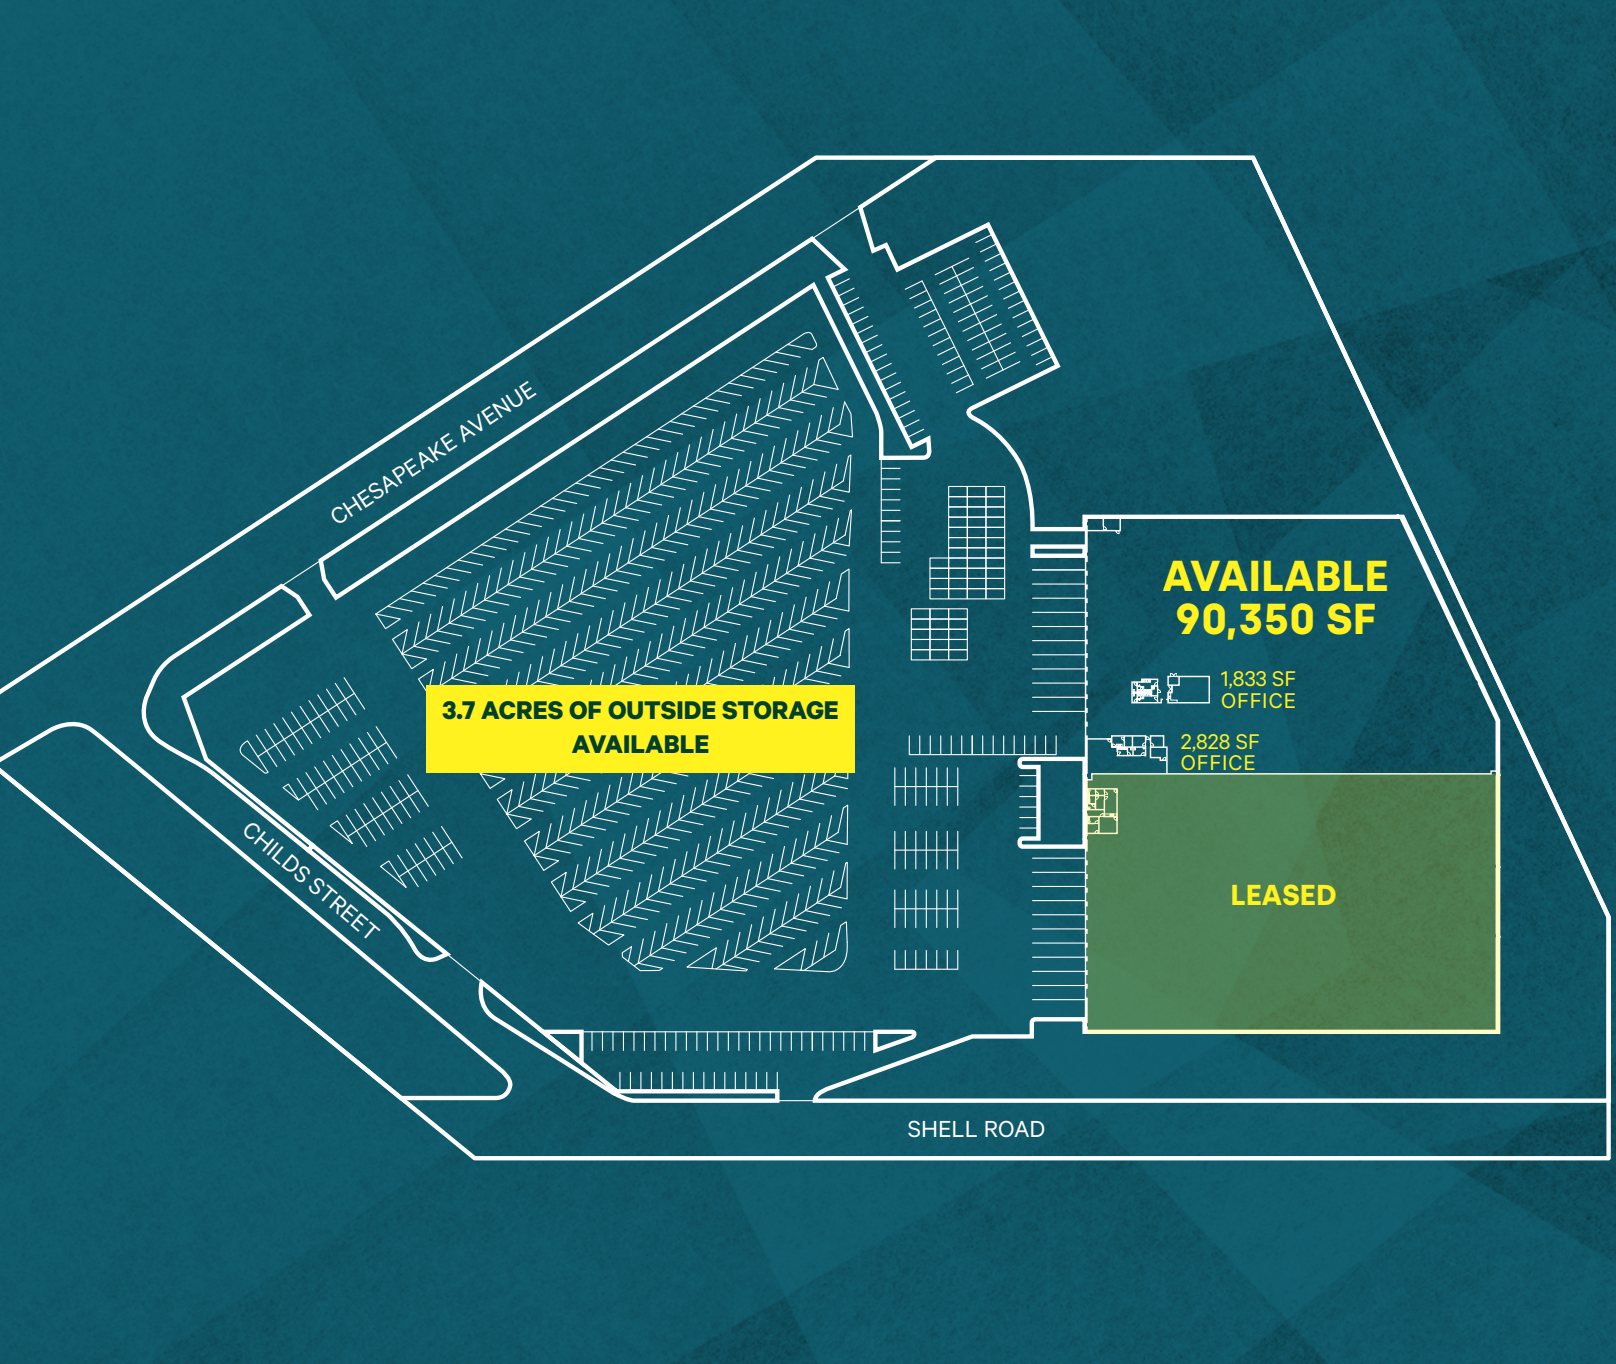 CHESAPEAKE AVENUE
AVAILABLE
90,350 SF
1,833 SF
OFFICE
3.7 ACRES OF OUTSIDE STORAGE
AVAILABLE
2,828 SF
OFFICE
CHILDS STREET
LEASED
SHELL ROAD